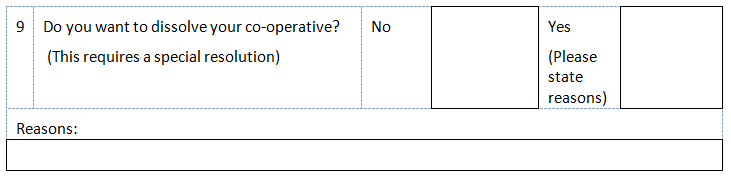 9 Do you want to dissolve your co-operative? No Yes
(This requires a special resolution) (Please
state
reasons)
Reasons: